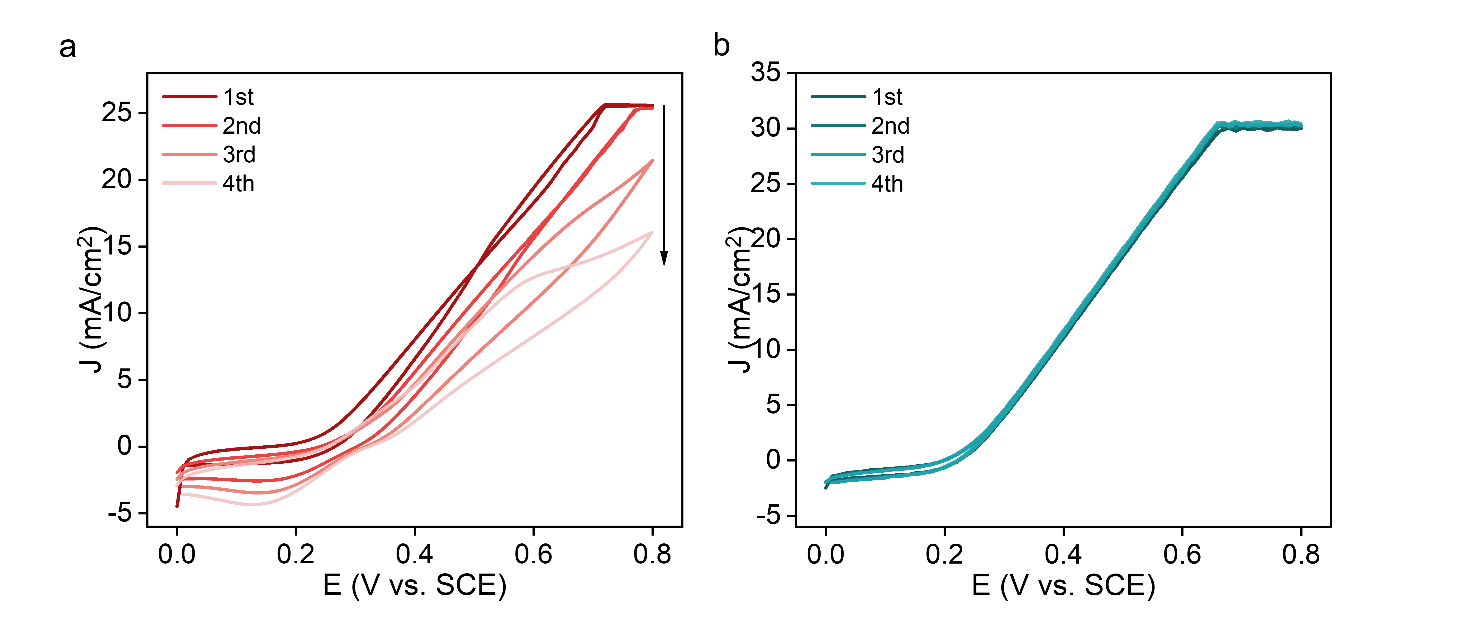 a
1st
2nd
3rd
4th
25
20
15
10
5
0
-5
J (mA/cm²)
0.0 0.2 0.4 0.6 0.8
E (V vs. SCE)
b
1st
2nd
3rd
4th
35
30
25
20
15
10
5
0
-5
J (mA/cm²)
0.0 0.2 0.4 0.6 0.8
E (V vs. SCE)